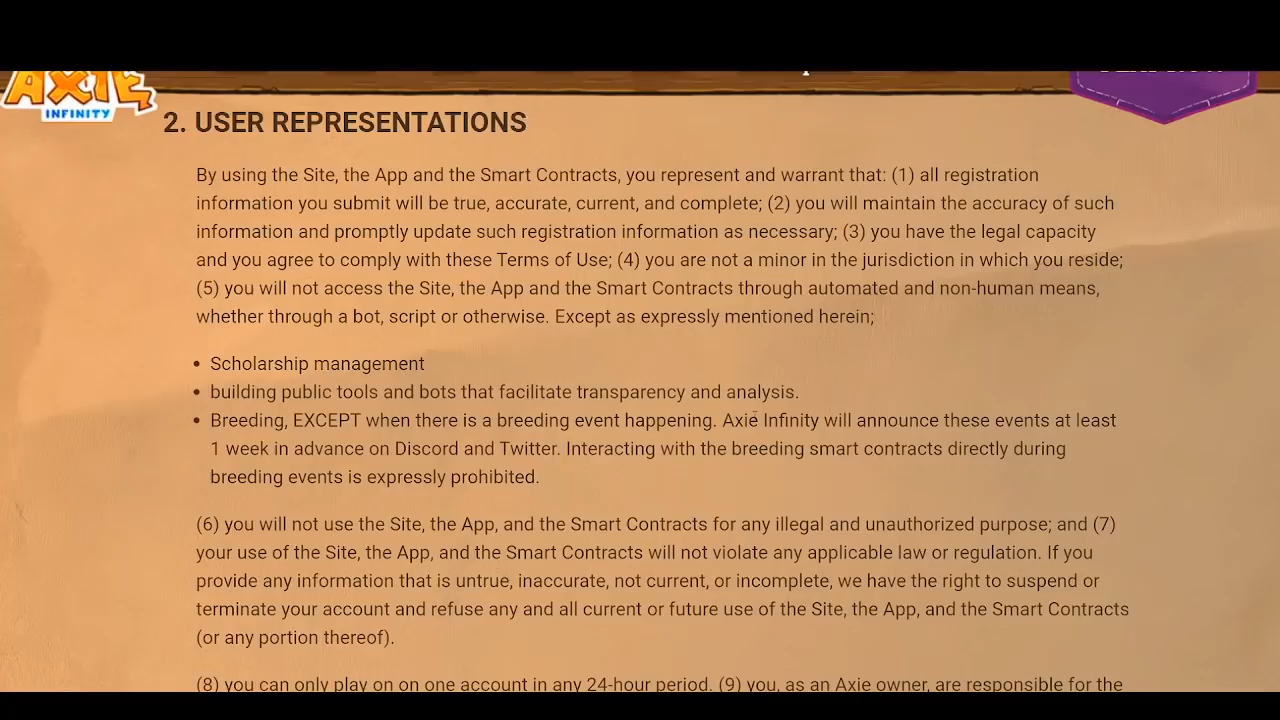 AXIE
INFINITY
2. USER REPRESENTATIONS
By using the Site, the App and the Smart Contracts, you represent and warrant that: (1) all registration
information you submit will be true, accurate, current, and complete; (2) you will maintain the accuracy of such
information and promptly update such registration information as necessary; (3) you have the legal capacity
and you agree to comply with these Terms of Use; (4) you are not a minor in the jurisdiction in which you reside;
(5) you will not access the Site, the App and the Smart Contracts through automated and non-human means,
whether through a bot, script or otherwise. Except as expressly mentioned herein;
• Scholarship management
• building public tools and bots that facilitate transparency and analysis.
• Breeding, EXCEPT when there is a breeding event happening. Axie Infinity will announce these events at least
1 week in advance on Discord and Twitter. Interacting with the breeding smart contracts directly during
breeding events is expressly prohibited.
(6) you will not use the Site, the App, and the Smart Contracts for any illegal and unauthorized purpose; and (7)
your use of the Site, the App, and the Smart Contracts will not violate any applicable law or regulation. If you
provide any information that is untrue, inaccurate, not current, or incomplete, we have the right to suspend or
terminate your account and refuse any and all current or future use of the Site, the App, and the Smart Contracts
(or any portion thereof).
(8) you can only play on on one account in any 24-hour period. (9) you, as an Axie owner, are responsible for the